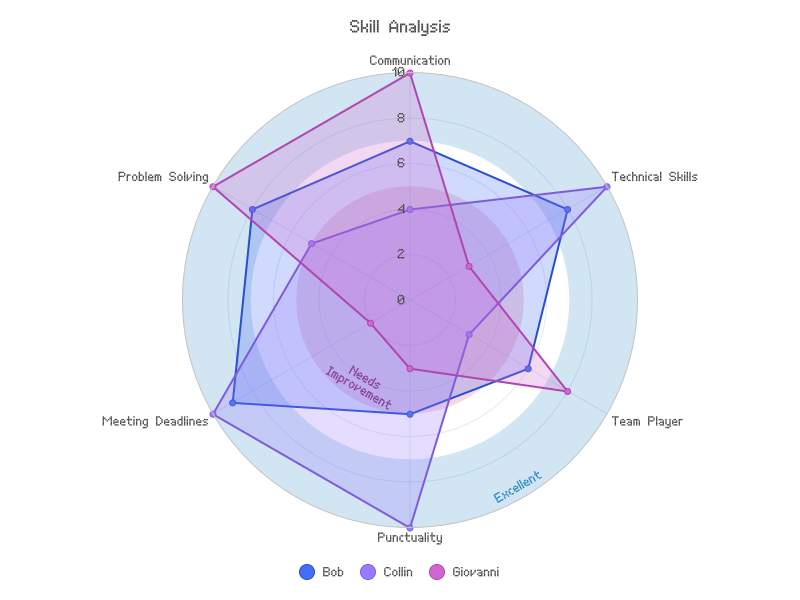 Skill Analysis
Communication
10
8
6
4
2
0
Problem Solving
Technical Skills
Meeting Deadlines
Team Player
Needs
Improvement
Excellent
Punctuality
Bob
Collin
Giovanni